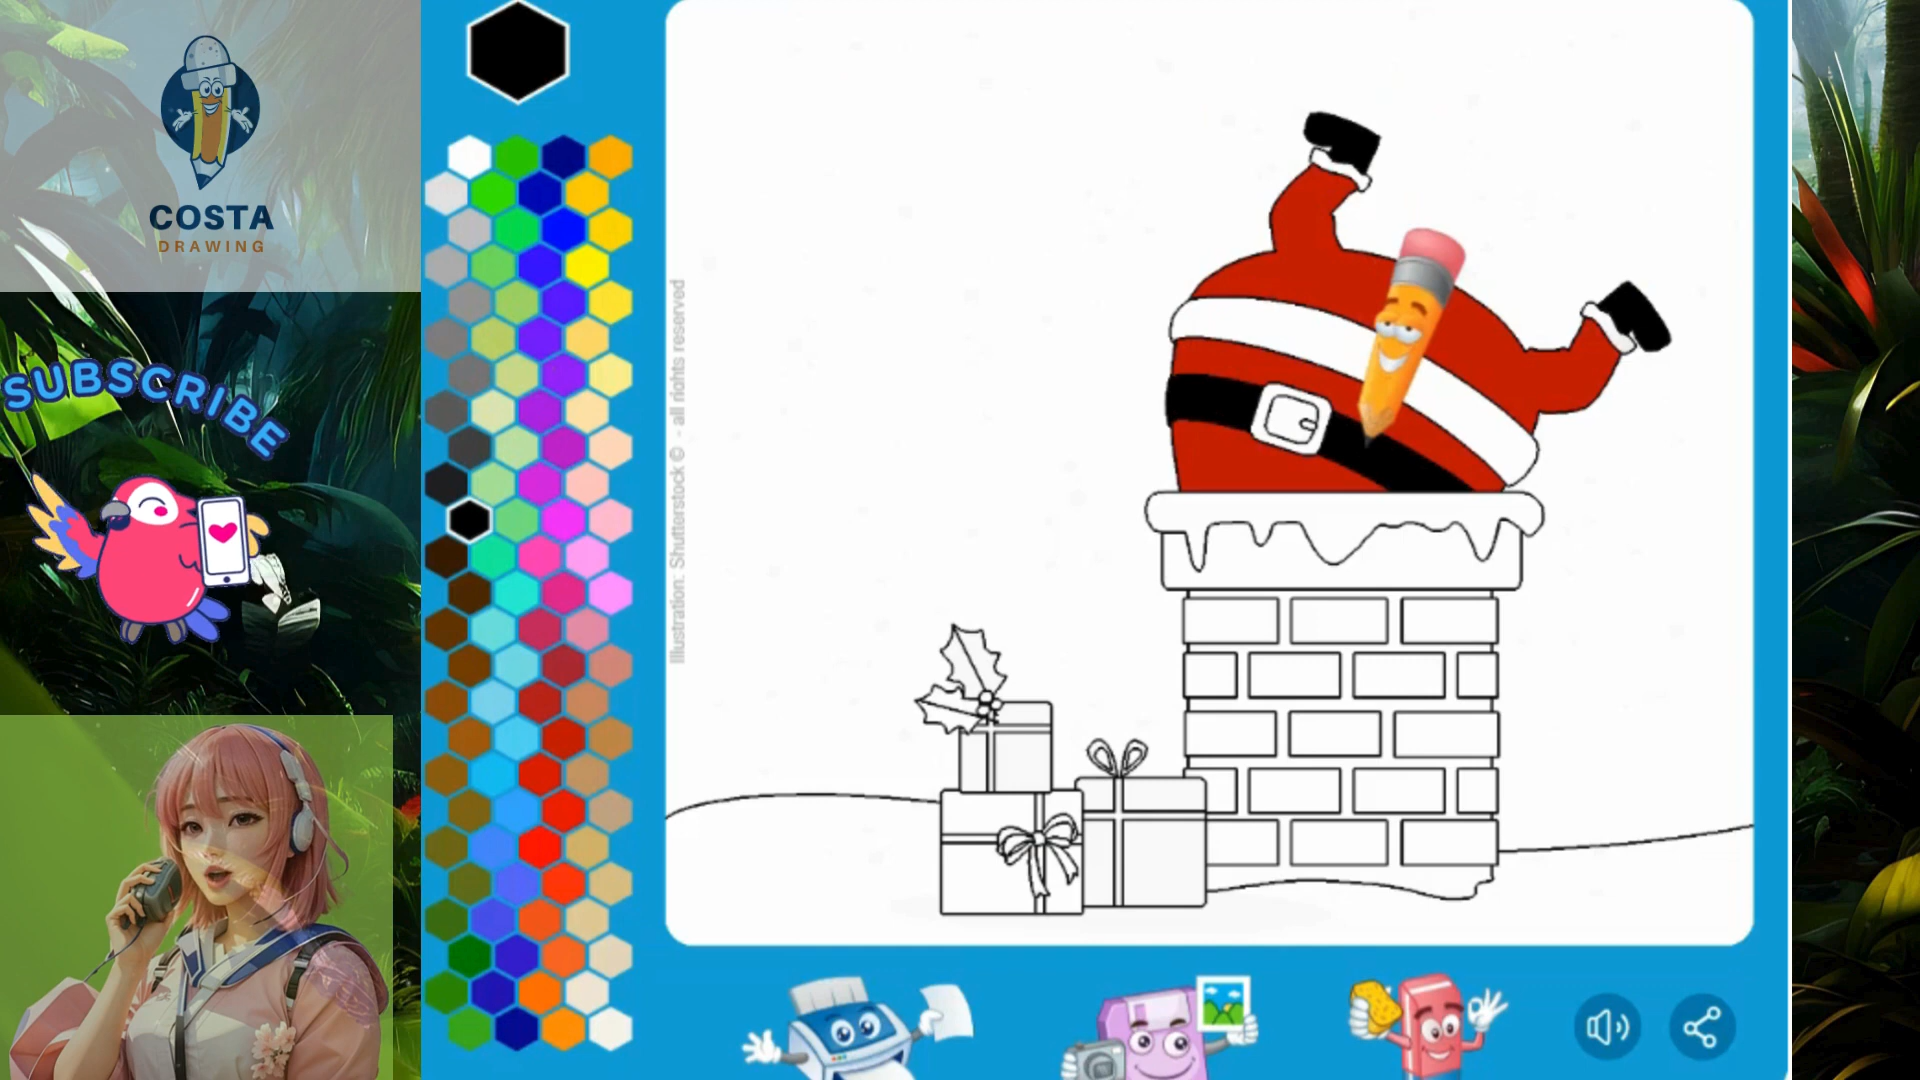 COSTA
DRAWING
SUBSCRIBE
Illustration: Shutterstock © - all rights reserved